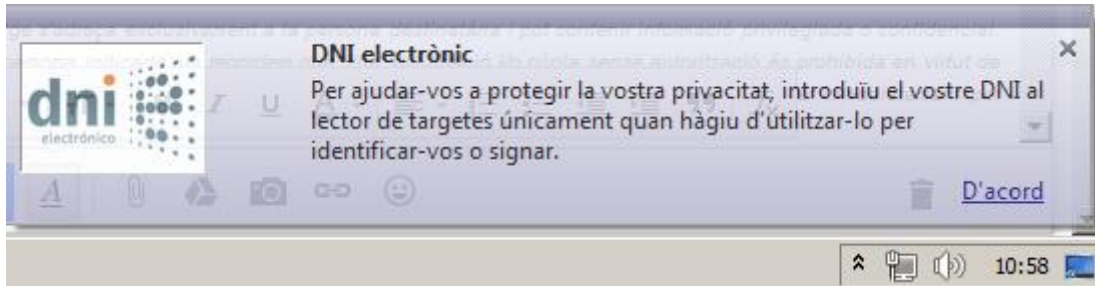 DNI electrònic
Per ajudar-vos a protegir la vostra privacitat, introduïu el vostre DNI al
lector de targetes únicament quan hàgiu d'útilitzar-lo per
identificar-vos o signar.
dni
electrónico
D'acord
10:58